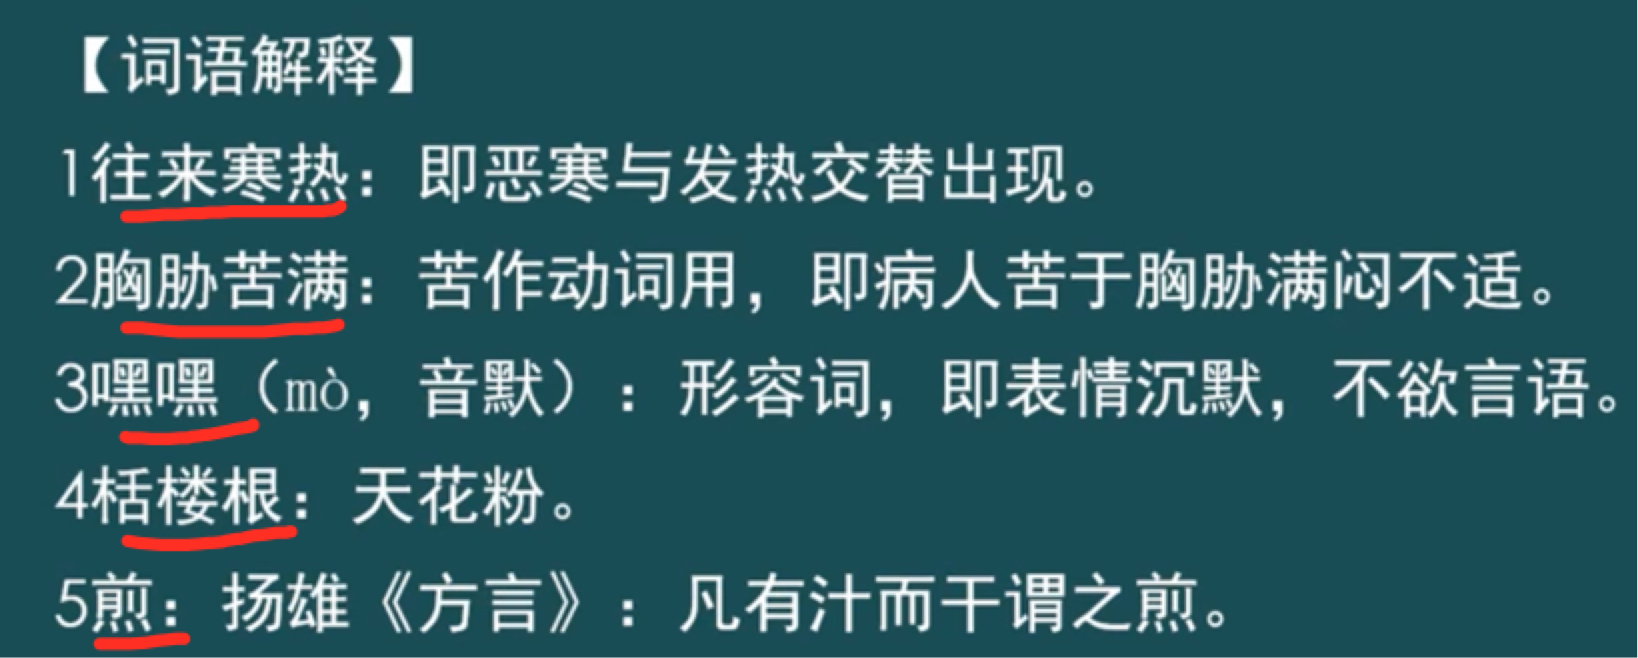 【词语解释】
1往来寒热：即恶寒与发热交替出现。
2胸胁苦满：苦作动词用，即病人苦于胸胁满闷不适。
3嘿嘿（mò，音默）：形容词，即表情沉默，不欲言语。
4栝楼根：天花粉。
5煎：扬雄《方言》：凡有汁而干谓之煎。